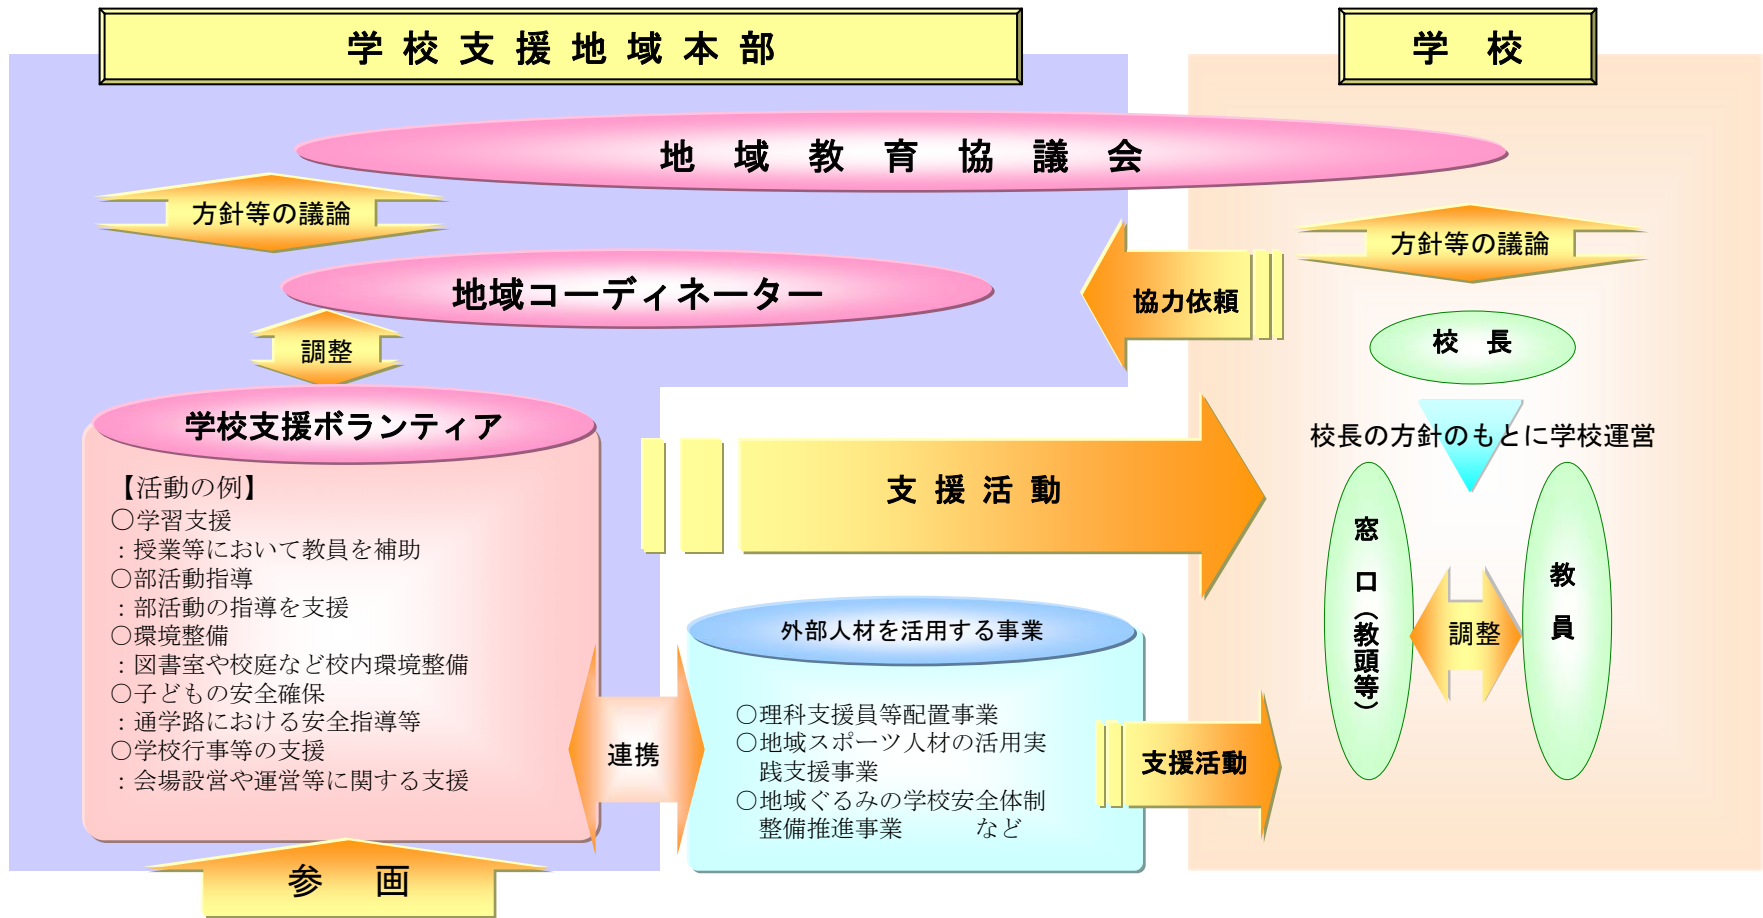 学校支援地域本部
学校
地域教育協議会
方針等の議論
地域コーディネーター
調整
学校支援ボランティア
【活動の例】
○学習支援
：授業等において教員を補助
○部活動指導
：部活動の指導を支援
○環境整備
：図書室や校庭など校内環境整備
○子どもの安全確保
：通学路における安全指導等
○学校行事等の支援
：会場設営や運営等に関する支援
参画
連携
外部人材を活用する事業
○理科支援員等配置事業
○地域スポーツ人材の活用実
践支援事業
○地域ぐるみの学校安全体制
整備推進事業　　　など
協力依頼
支援活動
支援活動
方針等の議論
校長
校長の方針のもとに学校運営
窓口（教頭等）
調整
教員